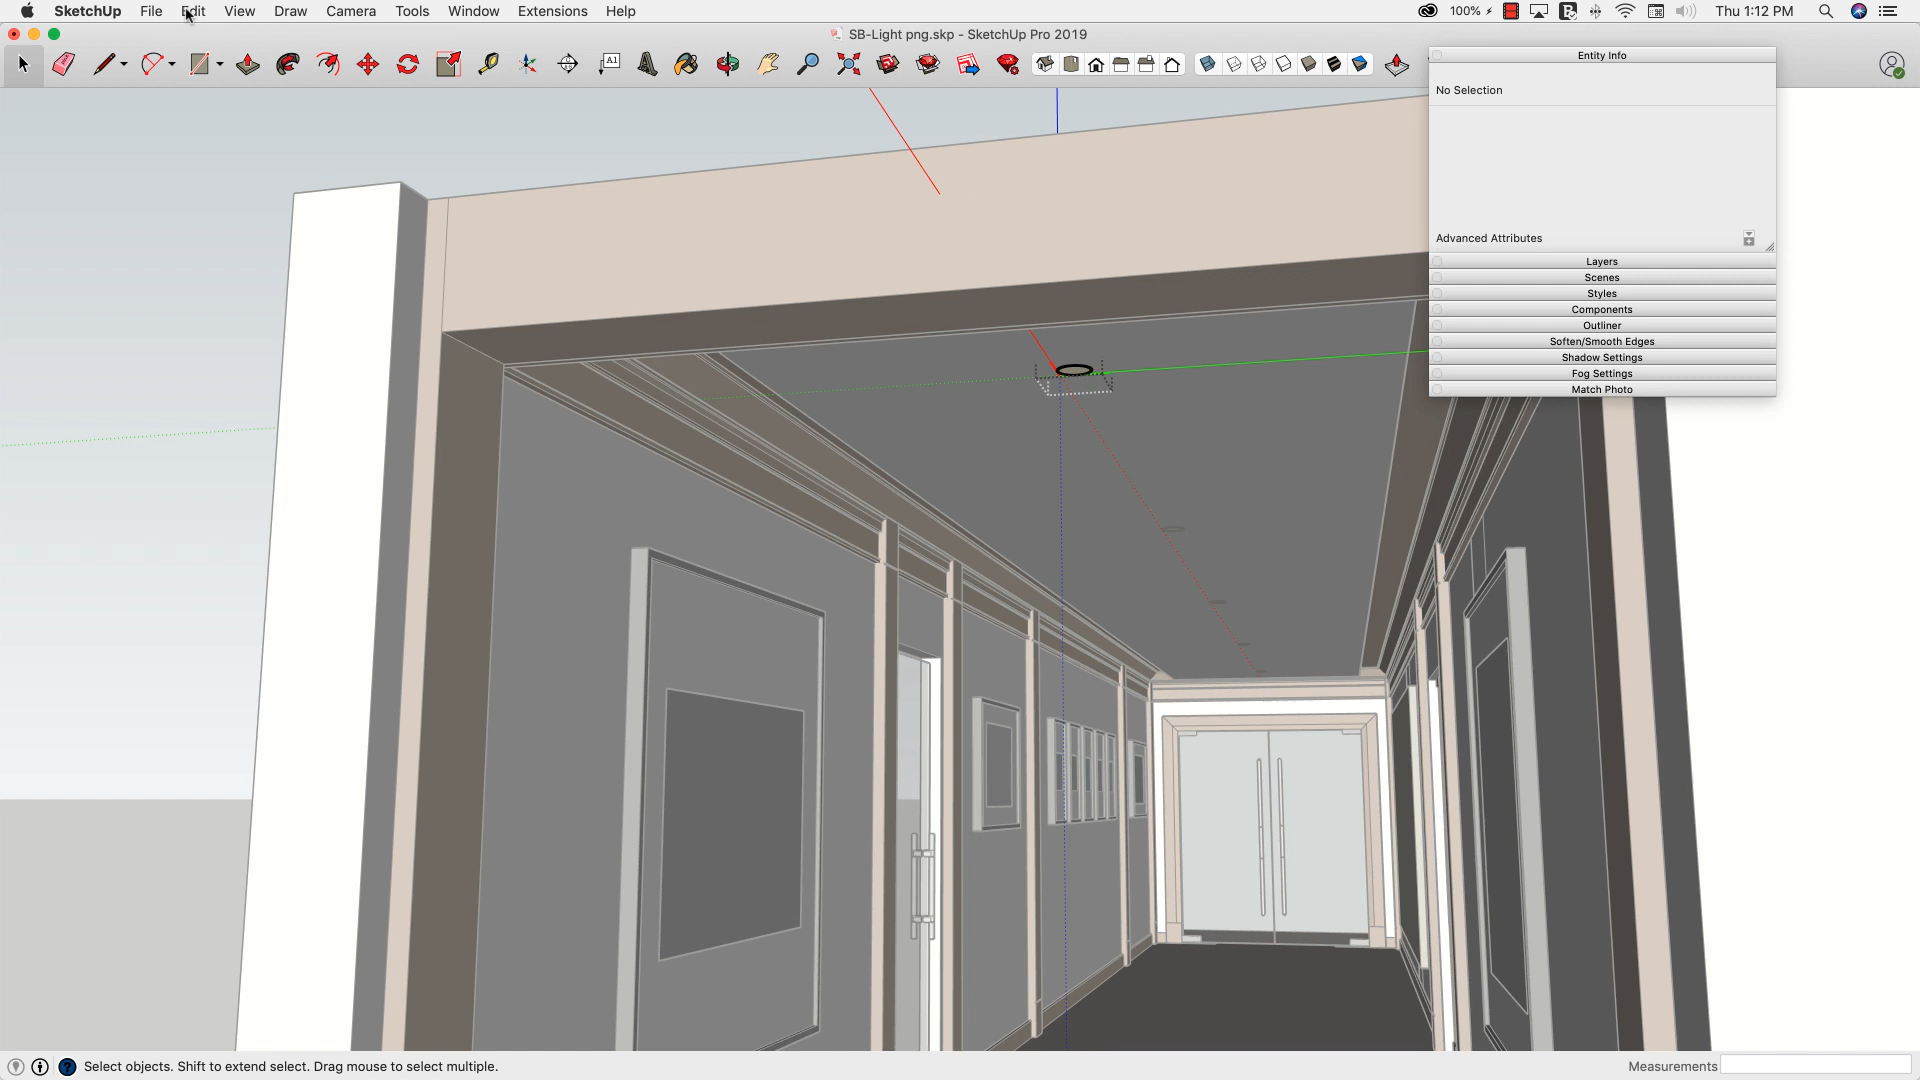 SketchUp File Edit View Draw Camera Tools Window Extensions Help 100% Thu 1:12 PM
SB-Light png.skp - SketchUp Pro 2019
A1
Entity Info
No Selection
Advanced Attributes
Layers
Scenes
Styles
Components
Outliner
Soften/Smooth Edges
Shadow Settings
Fog Settings
Match Photo
Select objects. Shift to extend select. Drag mouse to select multiple. Measurements